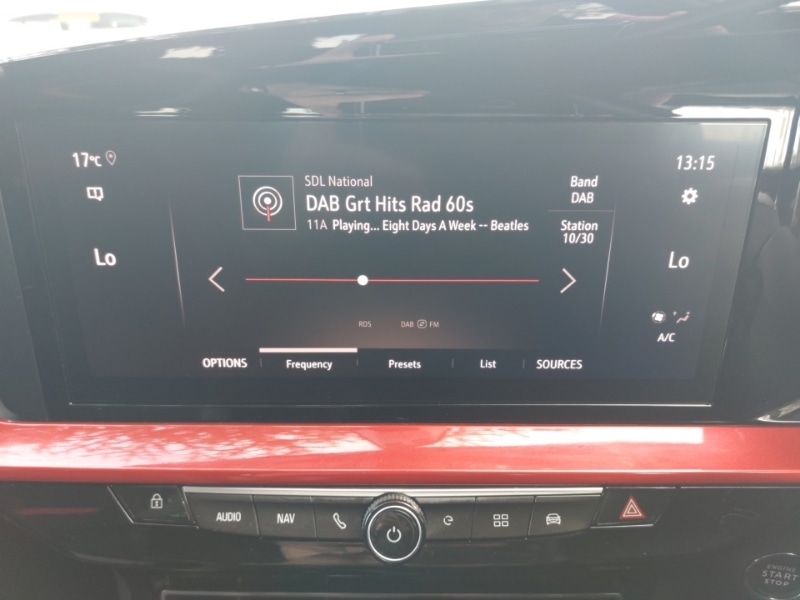 17°C
13:15
SDL National
DAB Grt Hits Rad 60s
11A Playing... Eight Days A Week -- Beatles
Band
DAB
Station
10/30
Lo
Lo
RDS DAB FM
A/C
OPTIONS Frequency Presets List SOURCES
AUDIO NAV
ENGINE
START
STOP